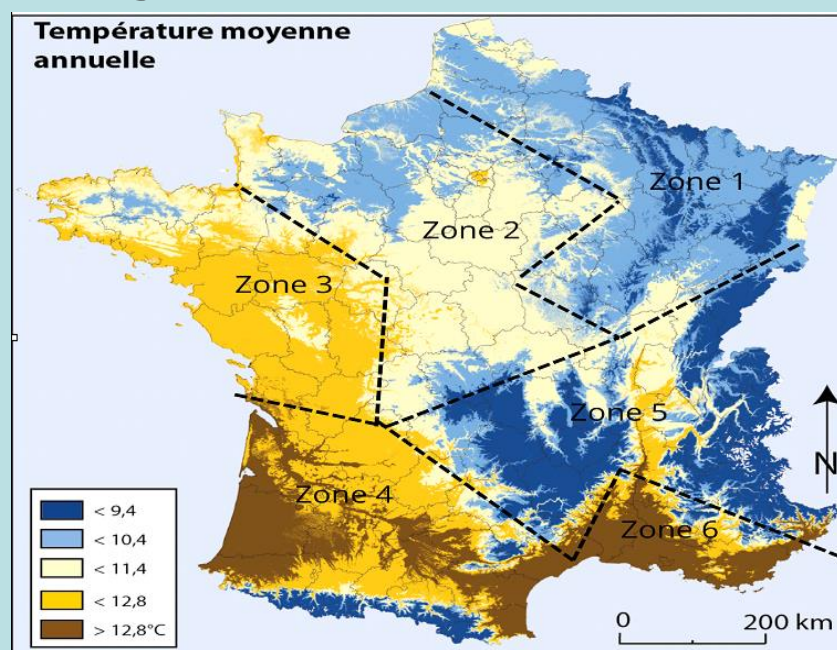 Température moyenne
annuelle
Zone 1
Zone 2
Zone 3
Zone 5
Zone 4
Zone 6
N
< 9,4
< 10,4
< 11,4
< 12,8
> 12,8°C
0 200 km